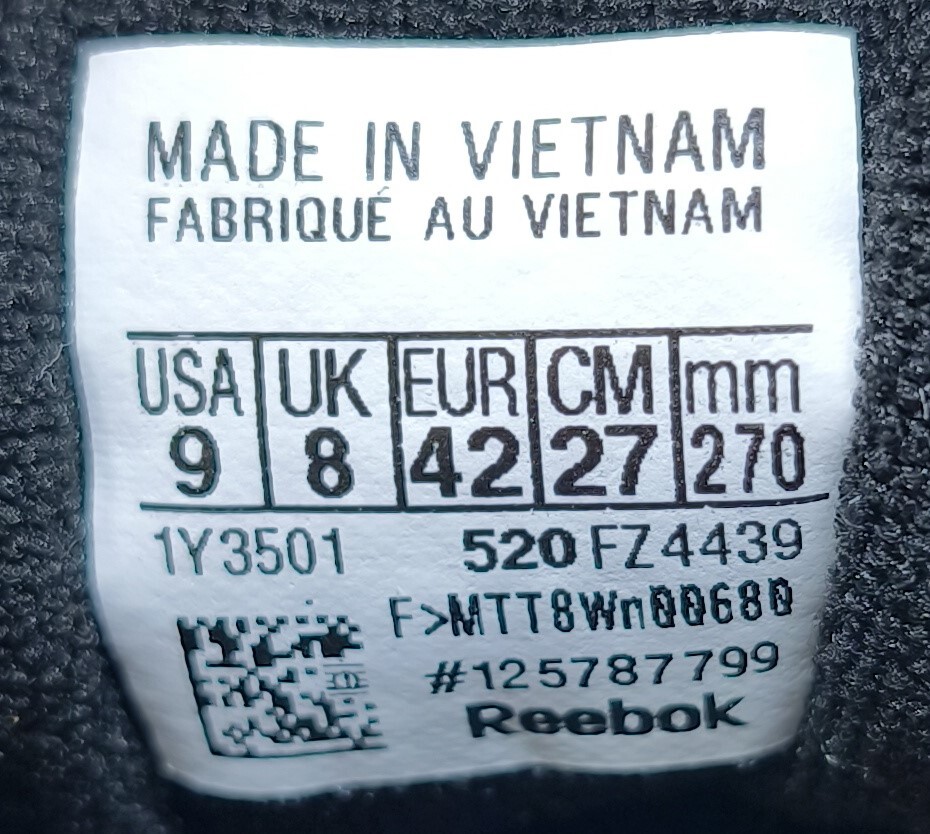 MADE IN VIETNAM
FABRIQUÉ AU VIETNAM
USA UK EUR CM mm
9 8 42 27 270
1Y3501 520 FZ4439
F>MTT8Wn00680
#125787799
Reebok